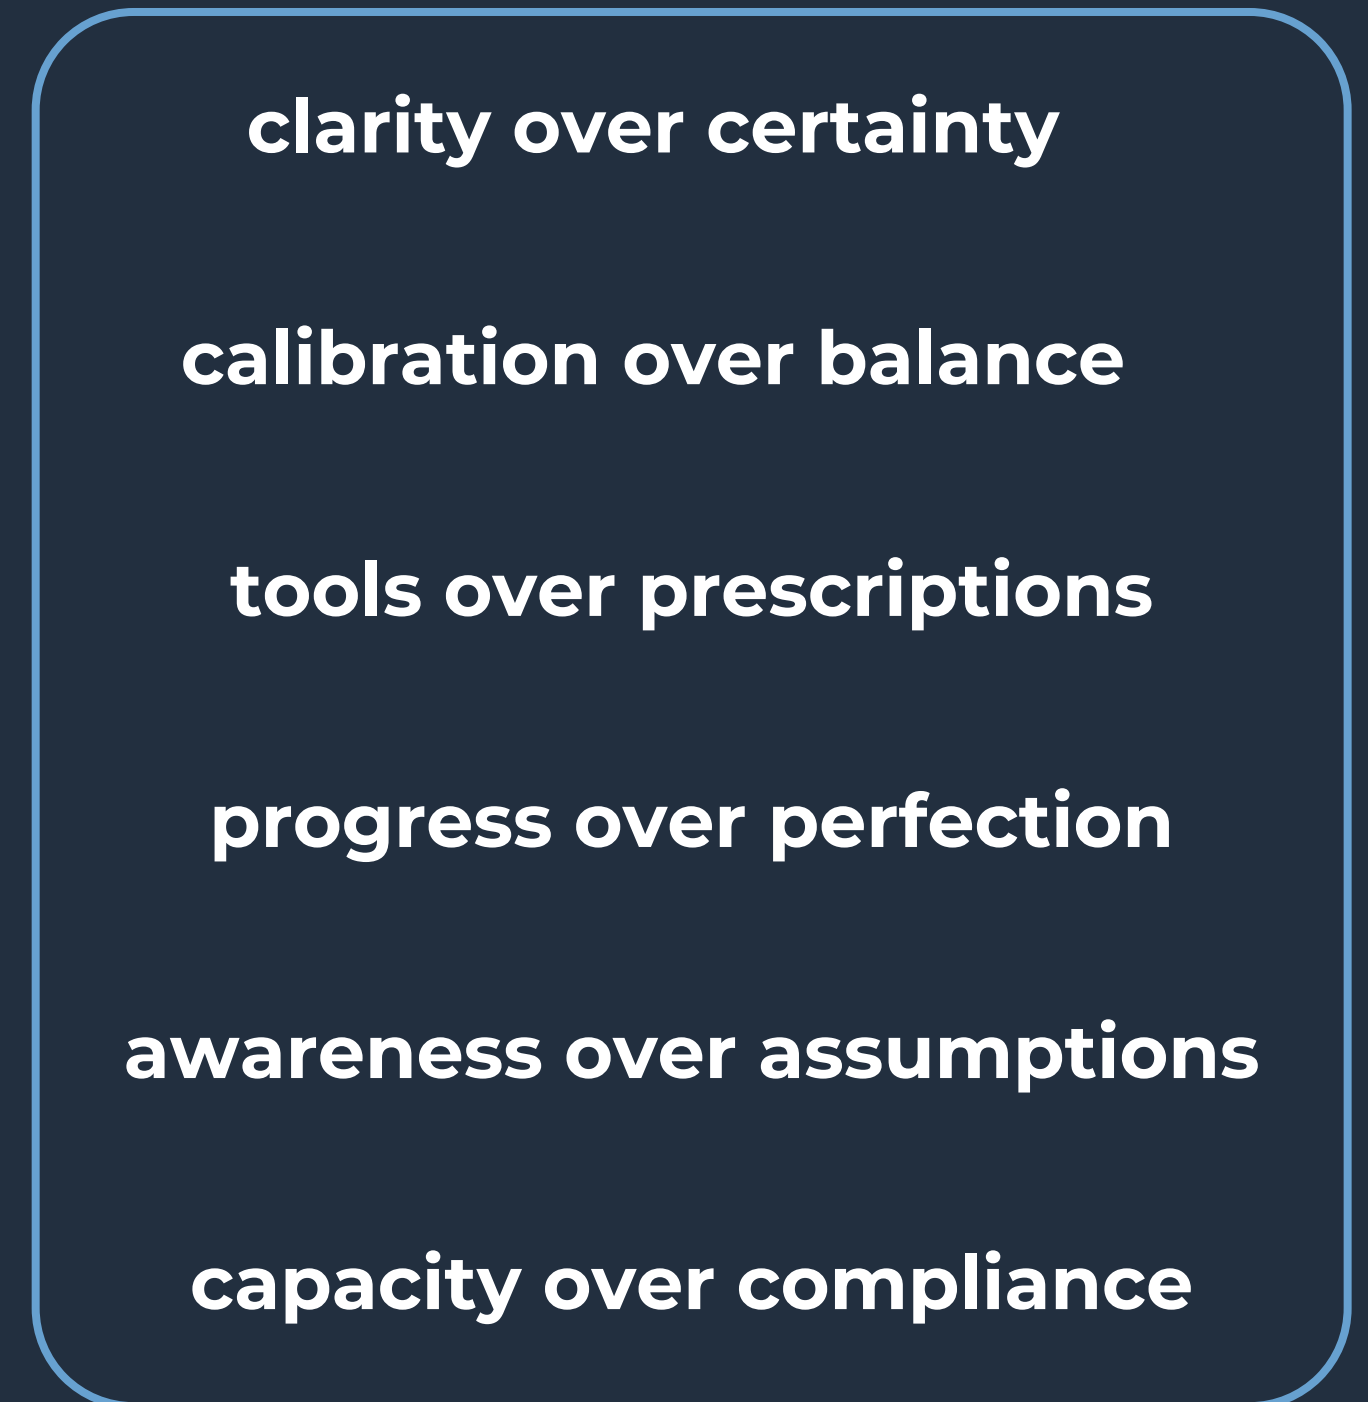 clarity over certainty
calibration over balance
tools over prescriptions
progress over perfection
awareness over assumptions
capacity over compliance